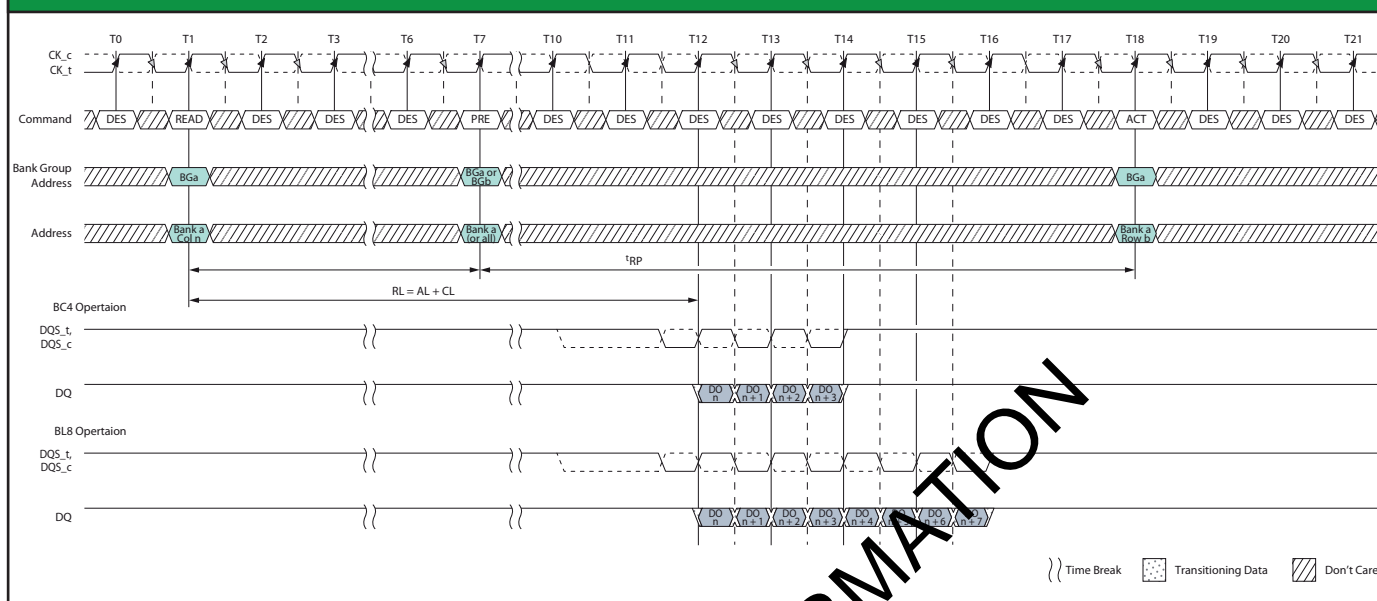 T0 T1 T2 T3 T6 T7 T10 T11 T12 T13 T14 T15 T16 T17 T18 T19 T20 T21
CK_c
CK_t
Command DES READ DES DES DES PRE DES DES DES DES DES DES DES DES ACT DES DES DES
Bank Group
Address
BGa
BGa or
BGb
BGa
Address
Bank a
Col n
Bank a
(or all)
Bank a
Row b
tRP
RL = AL + CL
BC4 Opertaion
DQS_t,
DQS_c
DQ
DO
n
DO
n + 1
DO
n + 2
DO
n + 3
BL8 Opertaion
DQS_t,
DQS_c
DQ
DO
n
DO
n + 1
DO
n + 2
DO
n + 3
DO
n + 4
DO
n + 6
n + 7
Time Break Transitioning Data Don't Care
RMATION